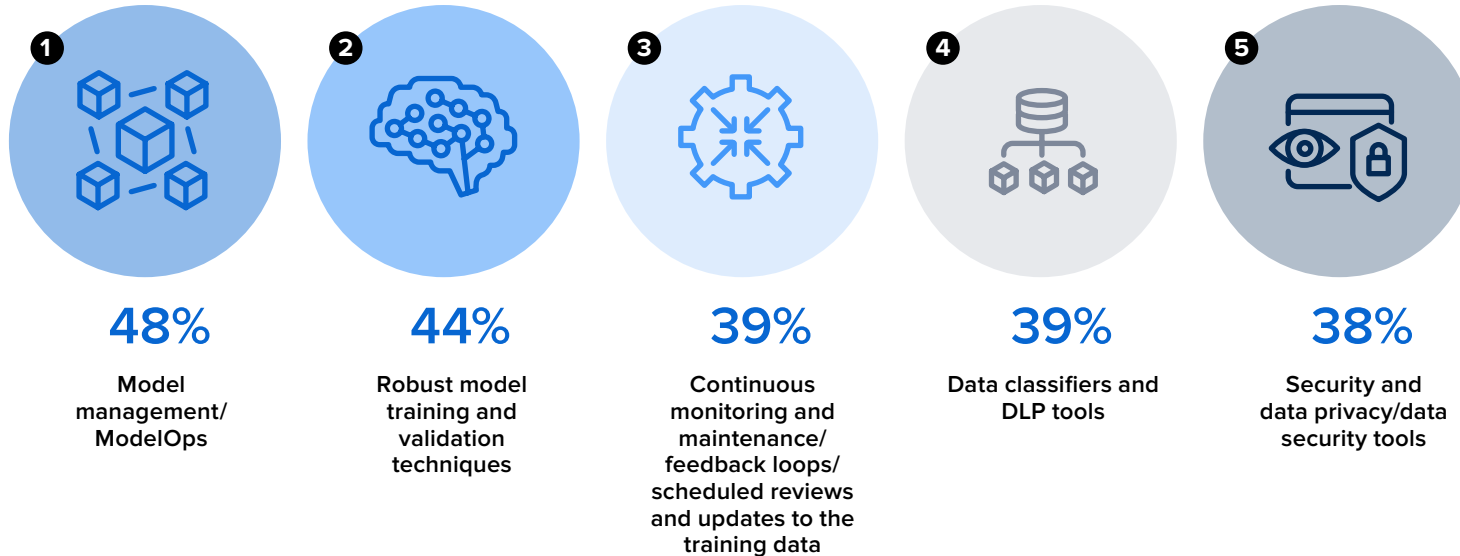 1
2
3
4
5
48%
44%
39%
39%
38%
Model
management/
ModelOps
Robust model
training and
validation
techniques
Continuous
monitoring and
maintenance/
feedback loops/
scheduled reviews
and updates to the
training data
Data classifiers and
DLP tools
Security and
data privacy/data
security tools